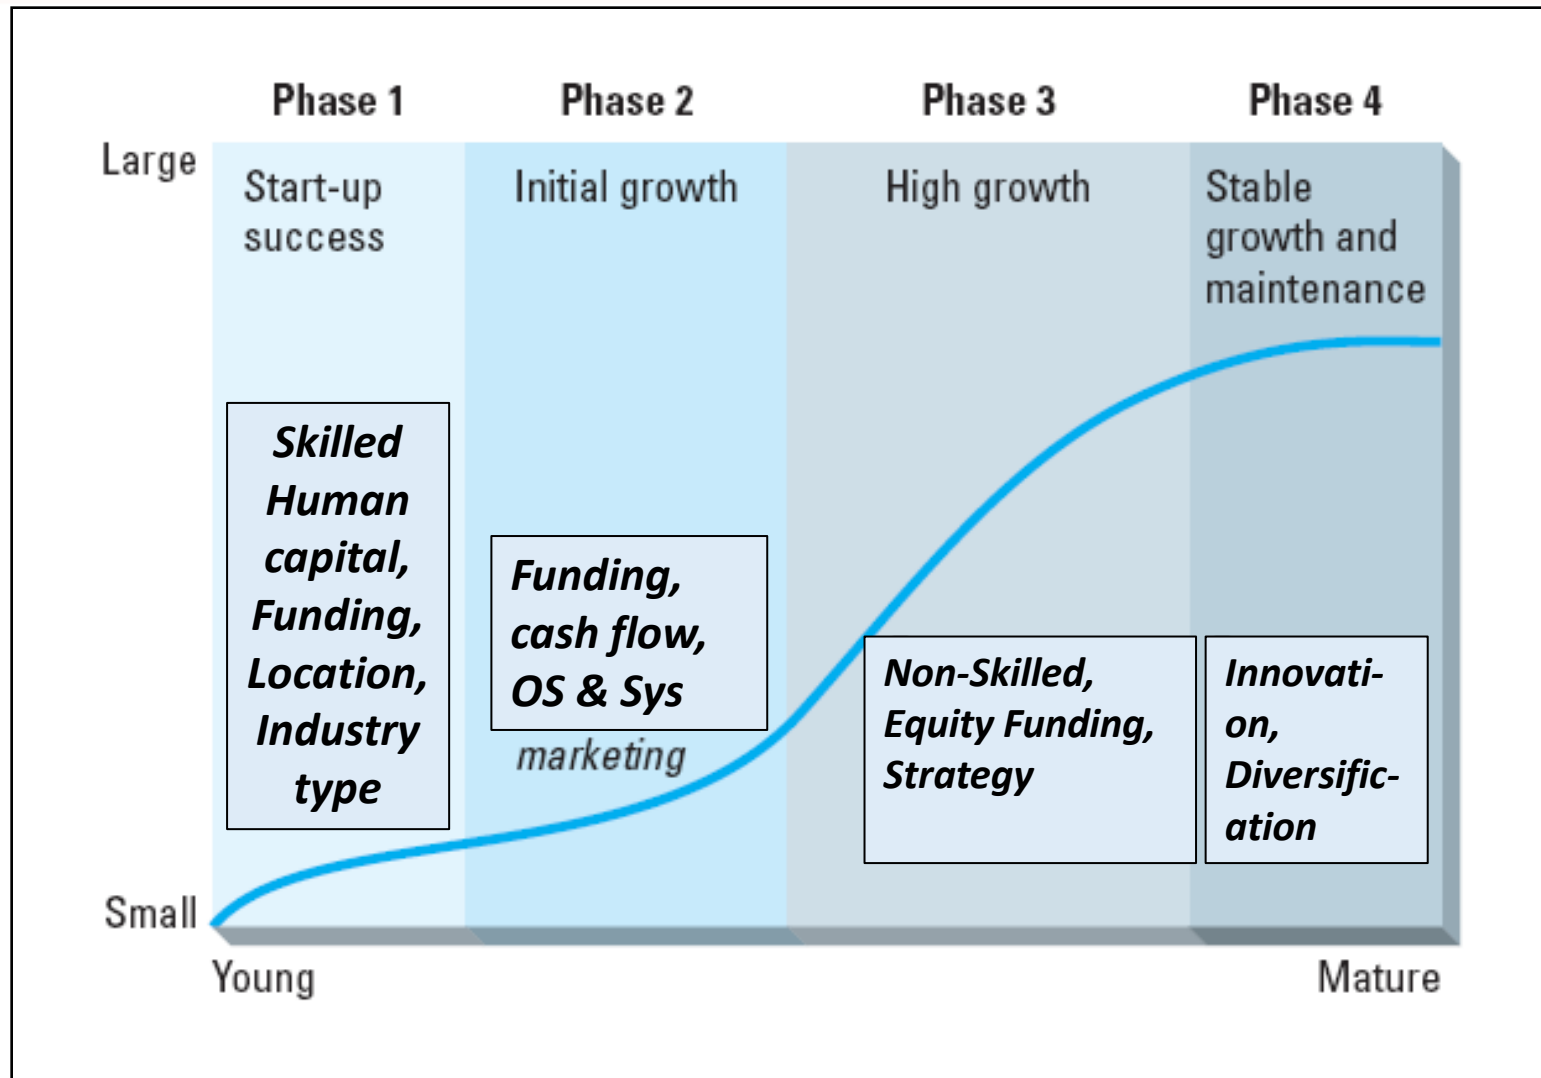 Phase 1
Phase 2
Phase 3
Phase 4
Large
Start-up
success
Initial growth
High growth
Stable
growth and
maintenance
Skilled
Human
capital,
Funding,
Location,
Industry
type
Funding,
cash flow,
OS & Sys
marketing
Non-Skilled,
Equity Funding,
Strategy
Innovati-
on,
Diversific-
ation
Small
Young
Mature